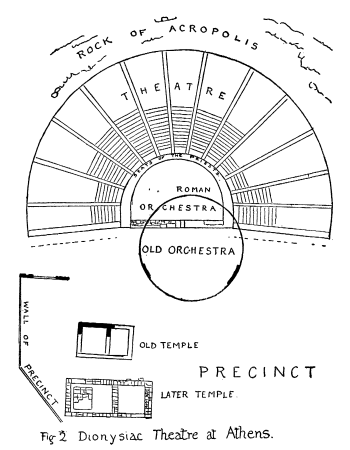 ROCK OF ACROPOLIS
THEATRE
SEATS OF THE PRIESTS
ROMAN
ORCHESTRA
OLD ORCHESTRA
WALL OF PRECINCT
OLD TEMPLE
PRECINCT
LATER TEMPLE.
Fig 2 Dionysiac Theatre at Athens.